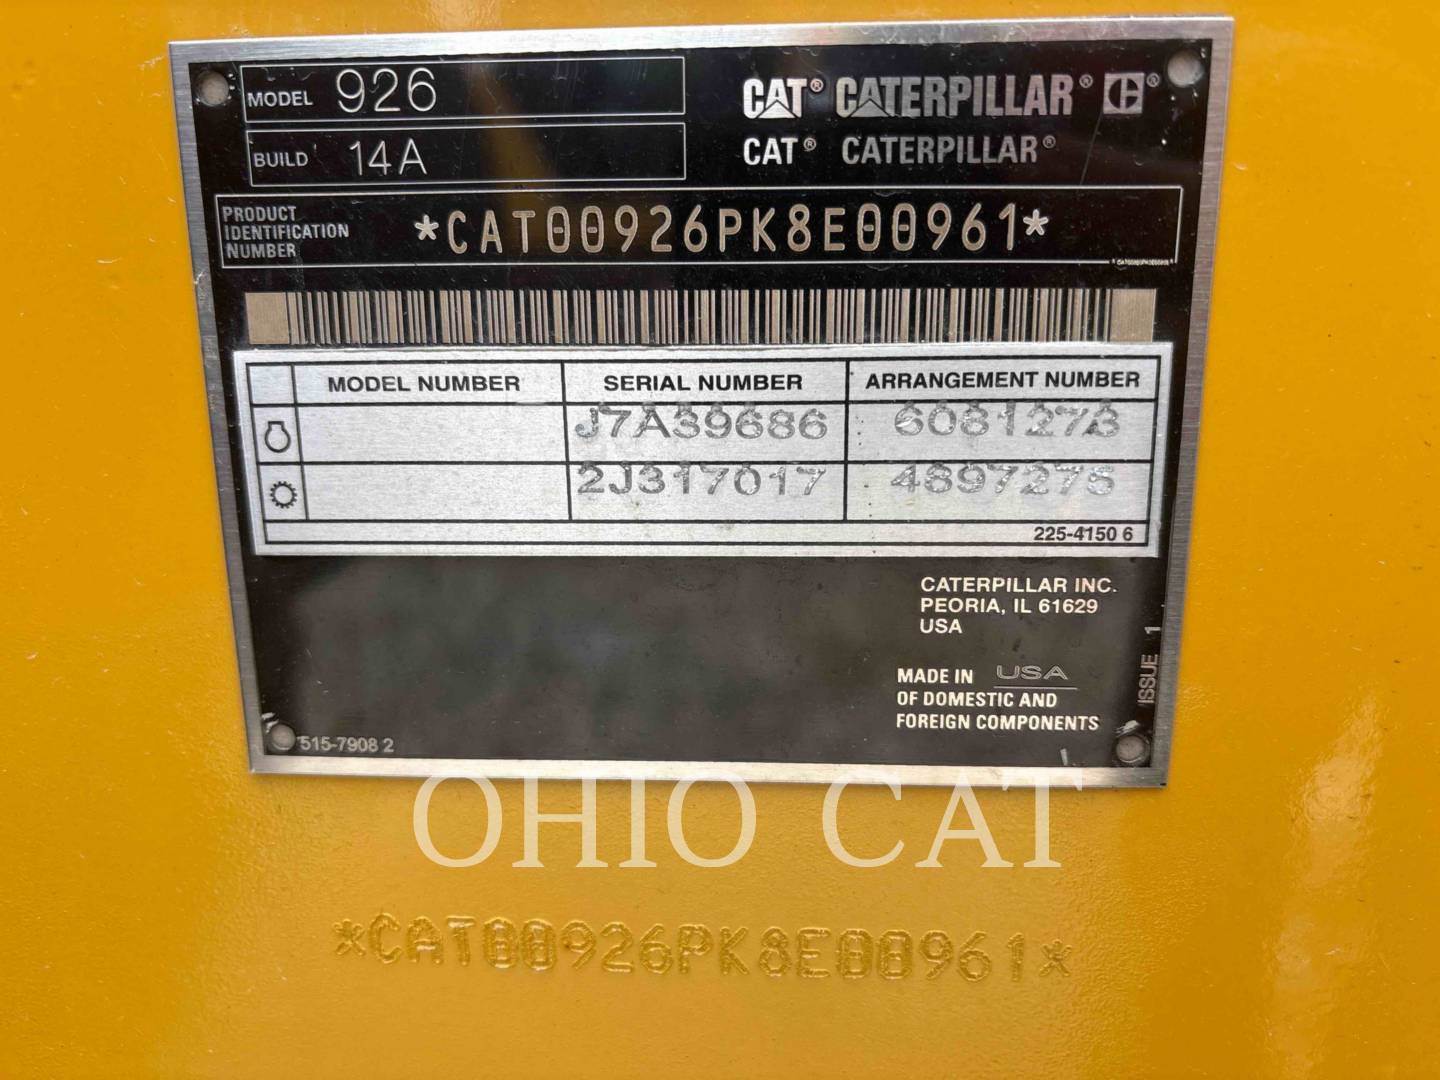 MODEL 926
CAT® CATERPILLAR® ®
BUILD 14A
CAT® CATERPILLAR®
PRODUCT
IDENTIFICATION
NUMBER
*CAT00926PK8E00961*
MODEL NUMBER SERIAL NUMBER ARRANGEMENT NUMBER
J7A39686 6081273
2J317017 4897275
225-4150 6
CATERPILLAR INC.
PEORIA, IL 61629
USA
MADE IN USA
OF DOMESTIC AND
FOREIGN COMPONENTS
ISSUE 1
515-7908 2
OHIO CAT
*CAT00926PK8E00961*